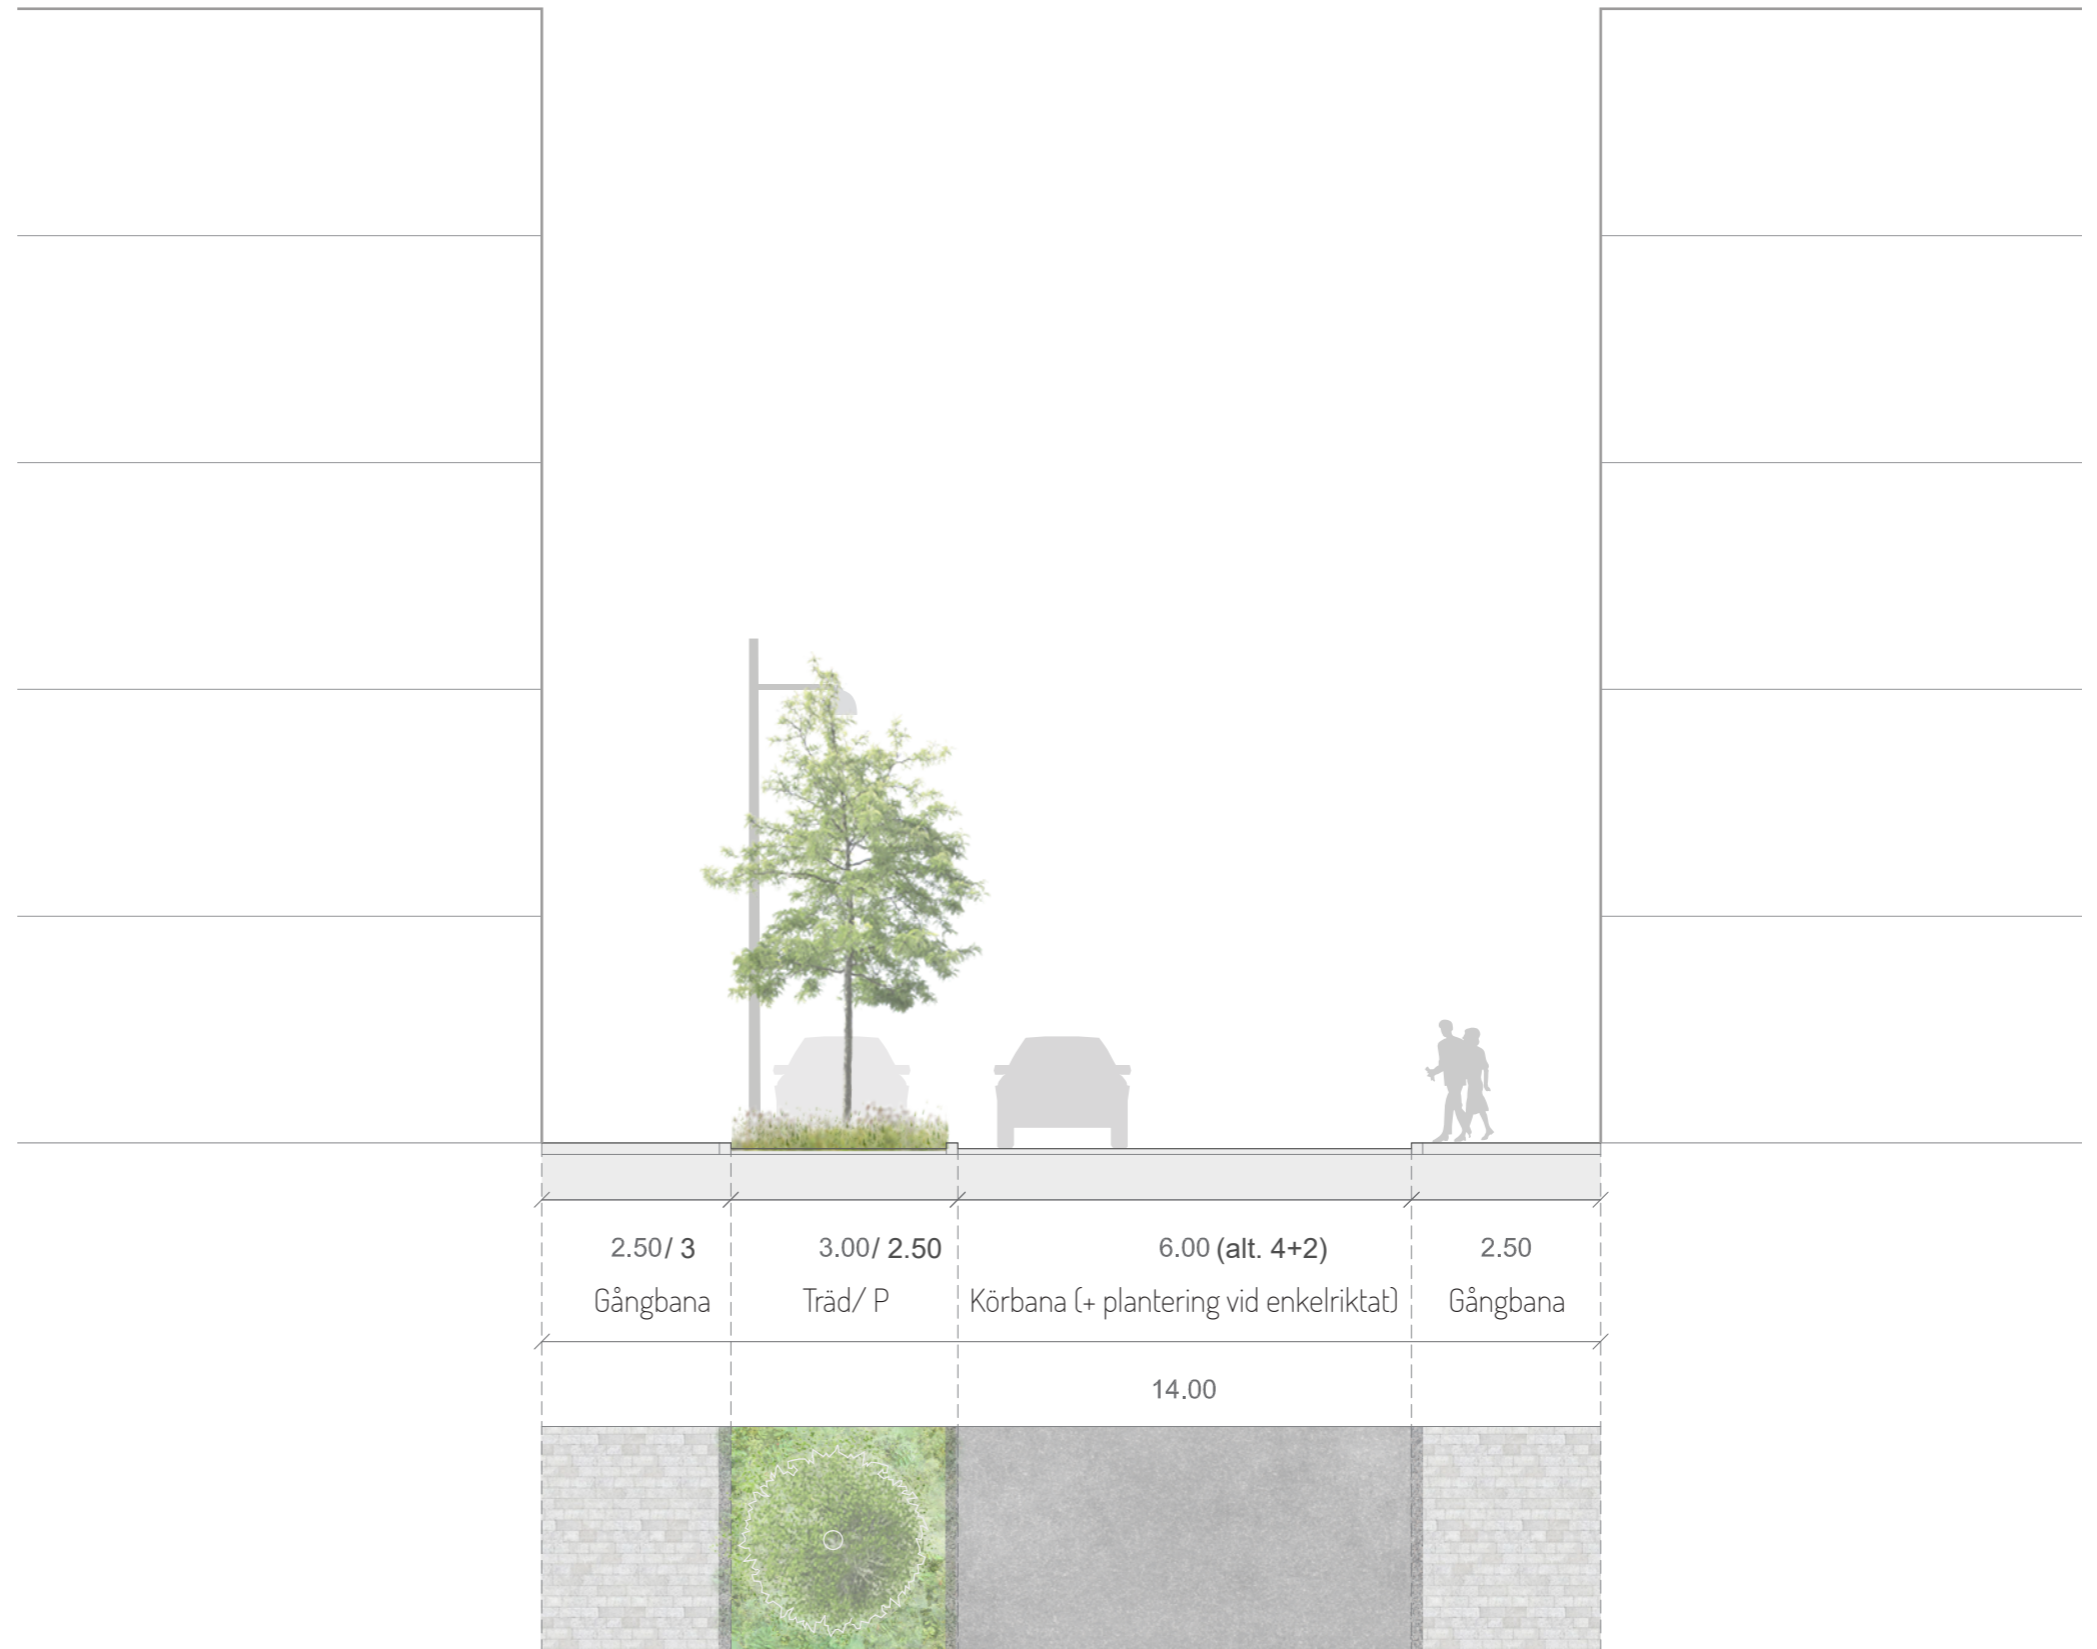 2.50/ 3 3.00/ 2.50 6.00 (alt. 4+2) 2.50
Gångbana Träd/ P Körbana (+ plantering vid enkelriktat) Gångbana
14.00